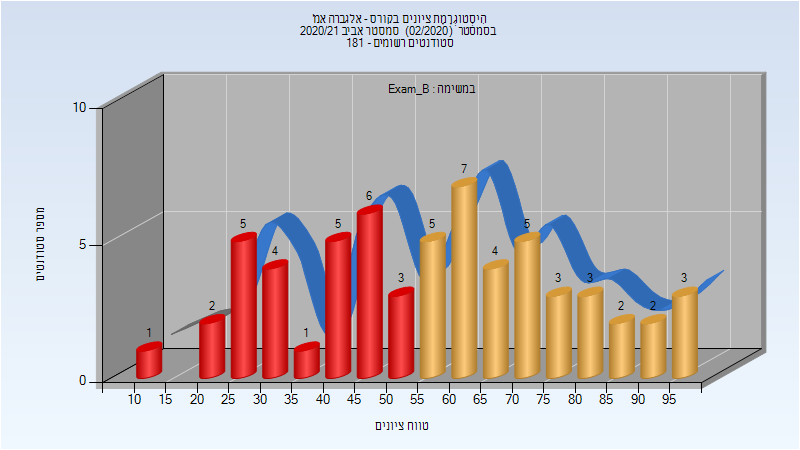 היסטוגרמת ציונים בקורס - אלגברה אמ'
בסמסטר (02/2020) סמסטר אביב 2020/21
סטודנטים רשומים - 181
במשימה : Exam_B
מספר סטודנטים
10
5
0
1
2
5
4
1
5
6
3
5
7
4
5
3
3
2
2
3
10 15 20 25 30 35 40 45 50 55 60 65 70 75 80 85 90 95
טווח ציונים